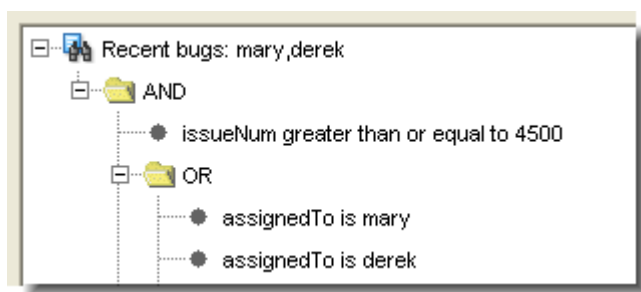 Recent bugs: mary,derek
AND
issueNum greater than or equal to 4500
OR
assignedTo is mary
assignedTo is derek